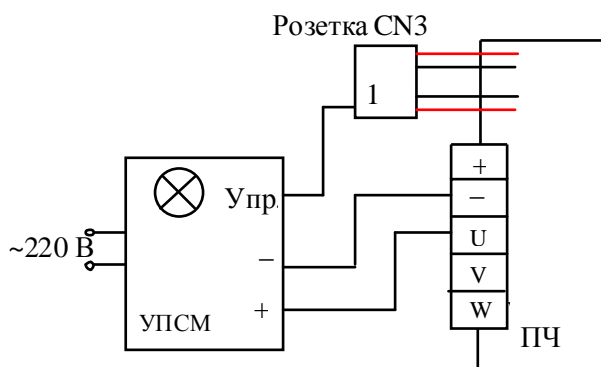 Розетка CN3
1
+
Упр.
−
U
~220 В
−
V
УПСМ
+
W
ПЧ